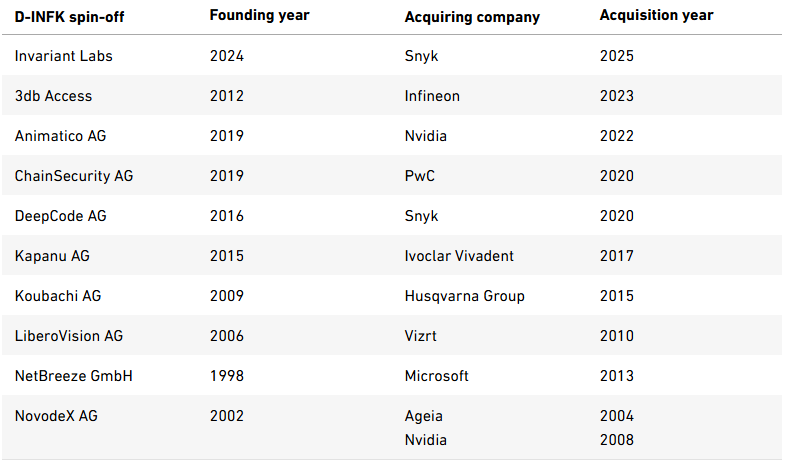 D-INFK spin-off Founding year Acquiring company Acquisition year
Invariant Labs 2024 Snyk 2025
3db Access 2012 Infineon 2023
Animatico AG 2019 Nvidia 2022
ChainSecurity AG 2019 PwC 2020
DeepCode AG 2016 Snyk 2020
Kapanu AG 2015 Ivoclar Vivadent 2017
Koubachi AG 2009 Husqvarna Group 2015
LiberoVision AG 2006 Vizrt 2010
NetBreeze GmbH 1998 Microsoft 2013
NovodeX AG 2002 Ageia 2004
Nvidia 2008